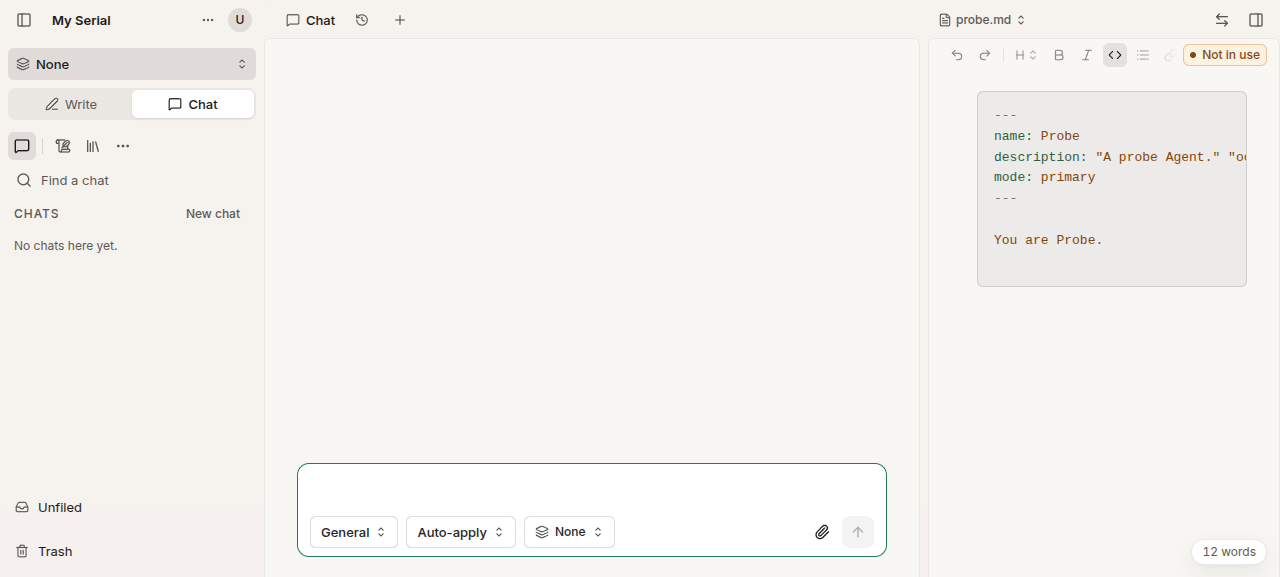 My Serial
U
Chat
probe.md
None
H
B
I
Not in use
Write
Chat
---
name: Probe
description: "A probe Agent."
mode: primary
---
You are Probe.
Find a chat
CHATS
New chat
No chats here yet.
General
Auto-apply
None
Unfiled
Trash
12 words